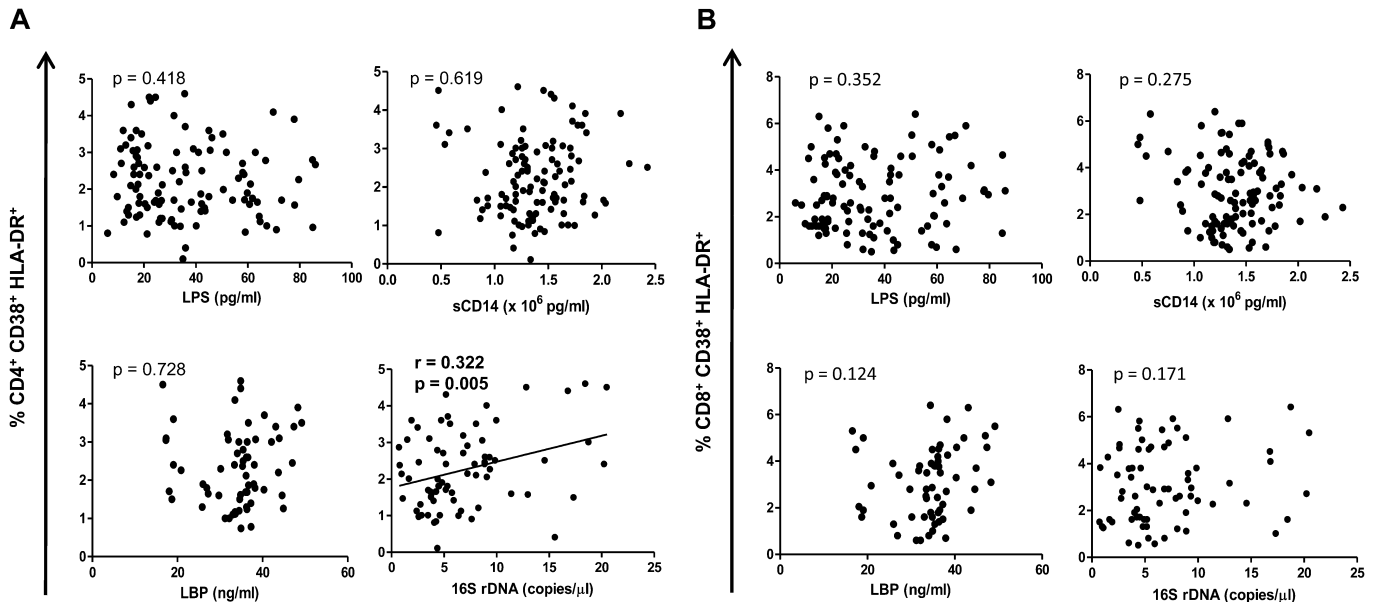 A
% CD4⁺ CD38⁺ HLA-DR⁺
p = 0.418
5
4
3
2
1
0
0 20 40 60 80 100
LPS (pg/ml)
p = 0.619
5
4
3
2
1
0
0.0 0.5 1.0 1.5 2.0 2.5
sCD14 (x 10⁶ pg/ml)
p = 0.728
5
4
3
2
1
0
0 20 40 60
LBP (ng/ml)
r = 0.322
p = 0.005
5
4
3
2
1
0
0 5 10 15 20 25
16S rDNA (copies/µl)
B
% CD8⁺ CD38⁺ HLA-DR⁺
p = 0.352
8
6
4
2
0
0 20 40 60 80 100
LPS (pg/ml)
p = 0.275
8
6
4
2
0
0.0 0.5 1.0 1.5 2.0 2.5
sCD14 (x 10⁶ pg/ml)
p = 0.124
8
6
4
2
0
0 20 40 60
LBP (ng/ml)
p = 0.171
8
6
4
2
0
0 5 10 15 20 25
16S rDNA (copies/µl)